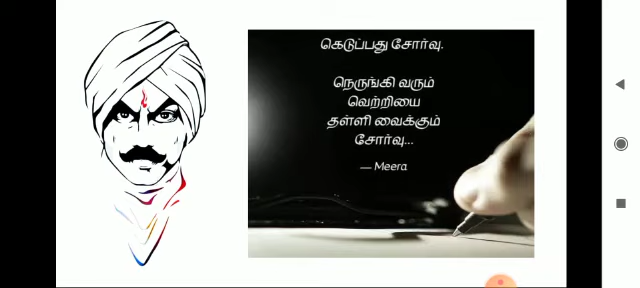 கெடுப்பது சோர்வு.
நெருங்கி வரும்
வெற்றியை
தள்ளி வைக்கும்
சோர்வு...
— Meera